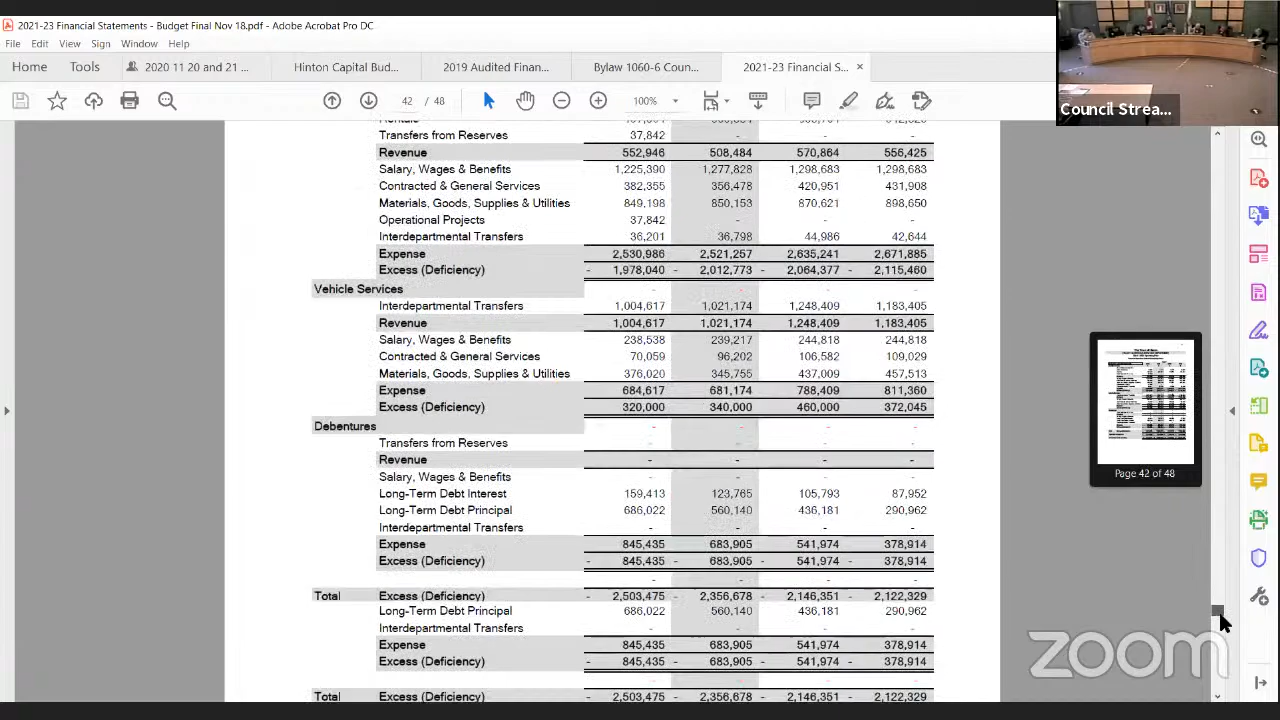 2021-23 Financial Statements - Budget Final Nov 18.pdf - Adobe Acrobat Pro DC
File Edit View Sign Window Help
Home Tools 2020 11 20 and 21 ... Hinton Capital Bud... 2019 Audited Finan... Bylaw 1060-6 Coun... 2021-23 Financial S... ×
42 / 48 100%
Council Strea...
Transfers from Reserves 37,842 - - -
Revenue 552,946 508,484 570,864 556,425
Salary, Wages & Benefits 1,225,390 1,277,828 1,298,683 1,298,683
Contracted & General Services 382,355 356,478 420,951 431,908
Materials, Goods, Supplies & Utilities 849,198 850,153 870,621 898,650
Operational Projects 37,842 - - -
Interdepartmental Transfers 36,201 36,798 44,986 42,644
Expense 2,530,986 2,521,257 2,635,241 2,671,885
Excess (Deficiency) - 1,978,040 - 2,012,773 - 2,064,377 - 2,115,460
Vehicle Services - - - -
Interdepartmental Transfers 1,004,617 1,021,174 1,248,409 1,183,405
Revenue 1,004,617 1,021,174 1,248,409 1,183,405
Salary, Wages & Benefits 238,538 239,217 244,818 244,818
Contracted & General Services 70,059 96,202 106,582 109,029
Materials, Goods, Supplies & Utilities 376,020 345,755 437,009 457,513
Expense 684,617 681,174 788,409 811,360
Excess (Deficiency) 320,000 340,000 460,000 372,045
Debentures - - - -
Transfers from Reserves - - - -
Revenue - - - -
Salary, Wages & Benefits - - - -
Long-Term Debt Interest 159,413 123,765 105,793 87,952
Long-Term Debt Principal 686,022 560,140 436,181 290,962
Interdepartmental Transfers - - - -
Expense 845,435 683,905 541,974 378,914
Excess (Deficiency) - 845,435 - 683,905 - 541,974 - 378,914
- - - -
Total Excess (Deficiency) - 2,503,475 - 2,356,678 - 2,146,351 - 2,122,329
Long-Term Debt Principal 686,022 560,140 436,181 290,962
Interdepartmental Transfers - - - -
Expense 845,435 683,905 541,974 378,914
Excess (Deficiency) - 845,435 - 683,905 - 541,974 - 378,914
- - - -
Total Excess (Deficiency) - 2,503,475 - 2,356,678 - 2,146,351 - 2,122,329
Page 42 of 48
zoom